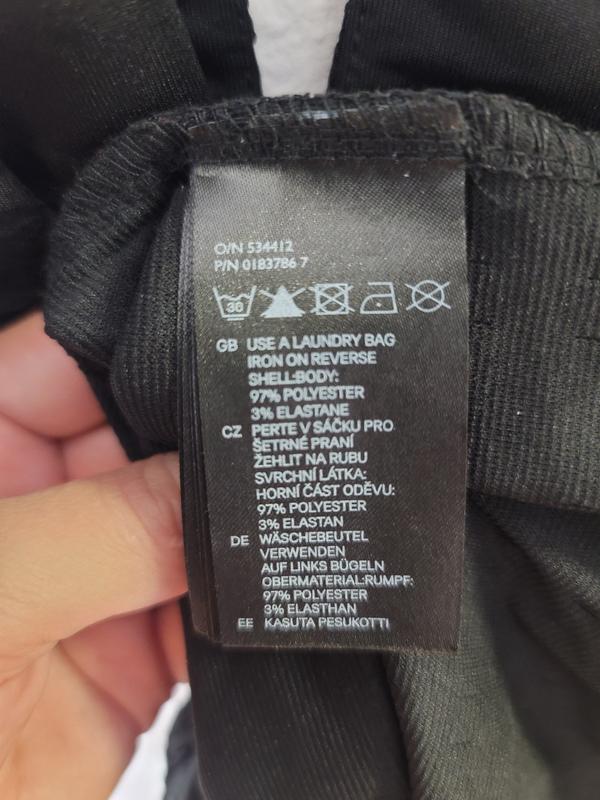 O/N 534412
P/N 0183786 7
30
GB USE A LAUNDRY BAG
IRON ON REVERSE
SHELL:BODY:
97% POLYESTER
3% ELASTANE
CZ PERTE V SÁČKU PRO
ŠETRNÉ PRANÍ
ŽEHLIT NA RUBU
SVRCHNÍ LÁTKA:
HORNÍ ČÁST ODĚVU:
97% POLYESTER
3% ELASTAN
DE WÄSCHEBEUTEL
VERWENDEN
AUF LINKS BÜGELN
OBERMATERIAL:RUMPF:
97% POLYESTER
3% ELASTHAN
EE KASUTA PESUKOTTI